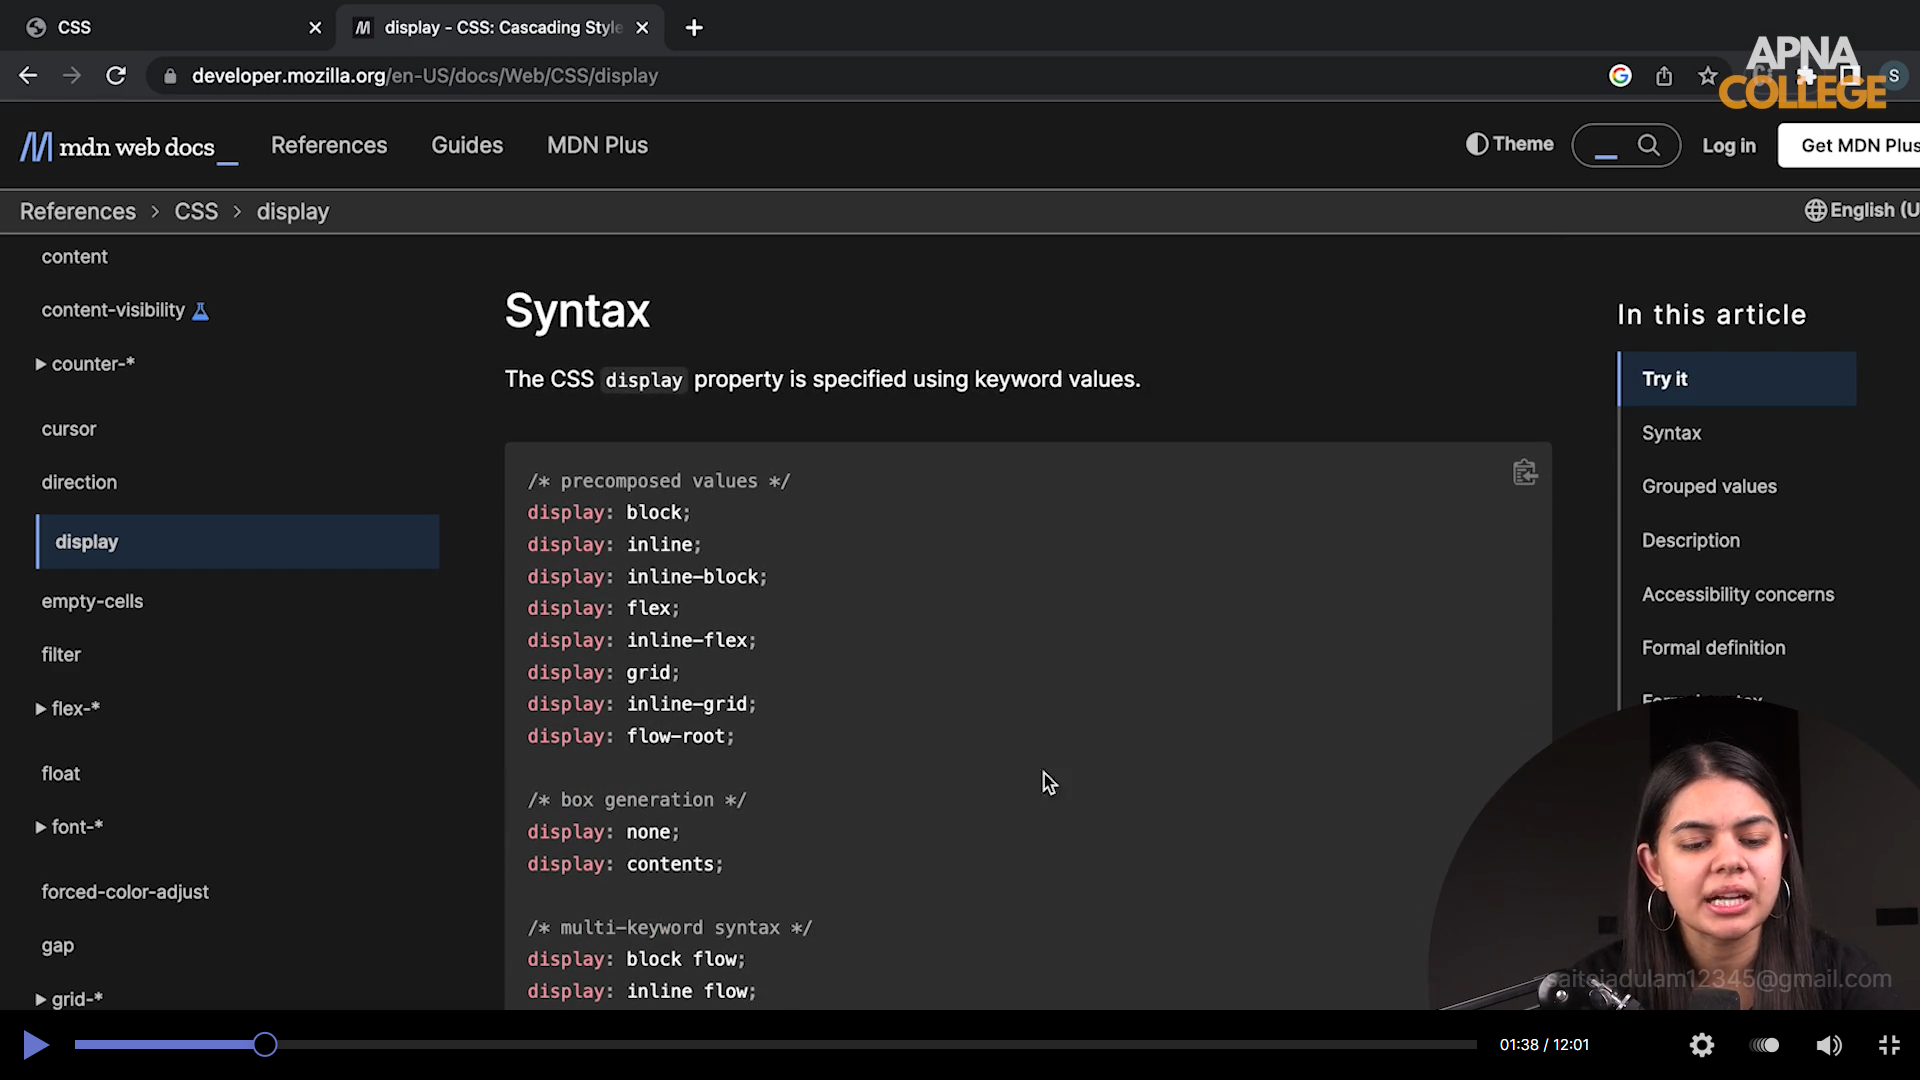 CSS
display - CSS: Cascading Style
developer.mozilla.org/en-US/docs/Web/CSS/display
S
APNA
COLLEGE
mdn web docs_
References
Guides
MDN Plus
Theme
Log in
Get MDN Plus
References > CSS > display
English (U
content
content-visibility
counter-*
cursor
direction
display
empty-cells
filter
flex-*
float
font-*
forced-color-adjust
gap
grid-*
Syntax
The CSS display property is specified using keyword values.
/* precomposed values */
display: block;
display: inline;
display: inline-block;
display: flex;
display: inline-flex;
display: grid;
display: inline-grid;
display: flow-root;
/* box generation */
display: none;
display: contents;
/* multi-keyword syntax */
display: block flow;
display: inline flow;
In this article
Try it
Syntax
Grouped values
Description
Accessibility concerns
Formal definition
saitejadulam12345@gmail.com
01:38 / 12:01